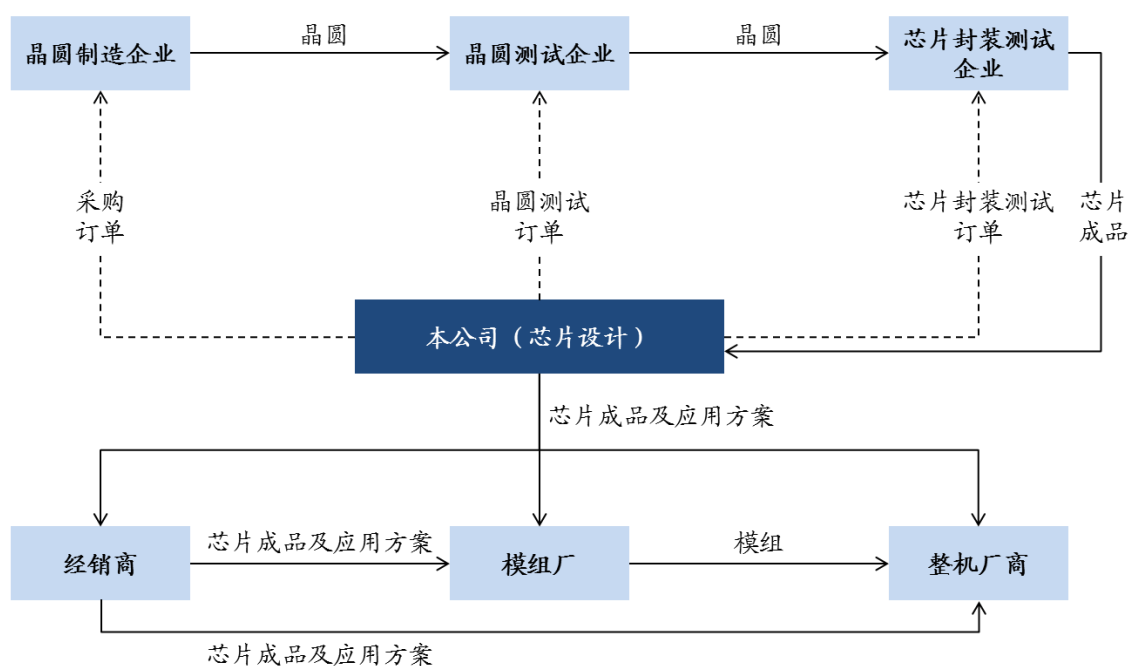 晶圆
晶圆
晶圆制造企业
晶圆测试企业
芯片封装测试
企业
采购
订单
晶圆测试
订单
芯片封装测试
订单
芯片
成品
本公司（芯片设计）
芯片成品及应用方案
经销商
芯片成品及应用方案
模组厂
模组
整机厂商
芯片成品及应用方案